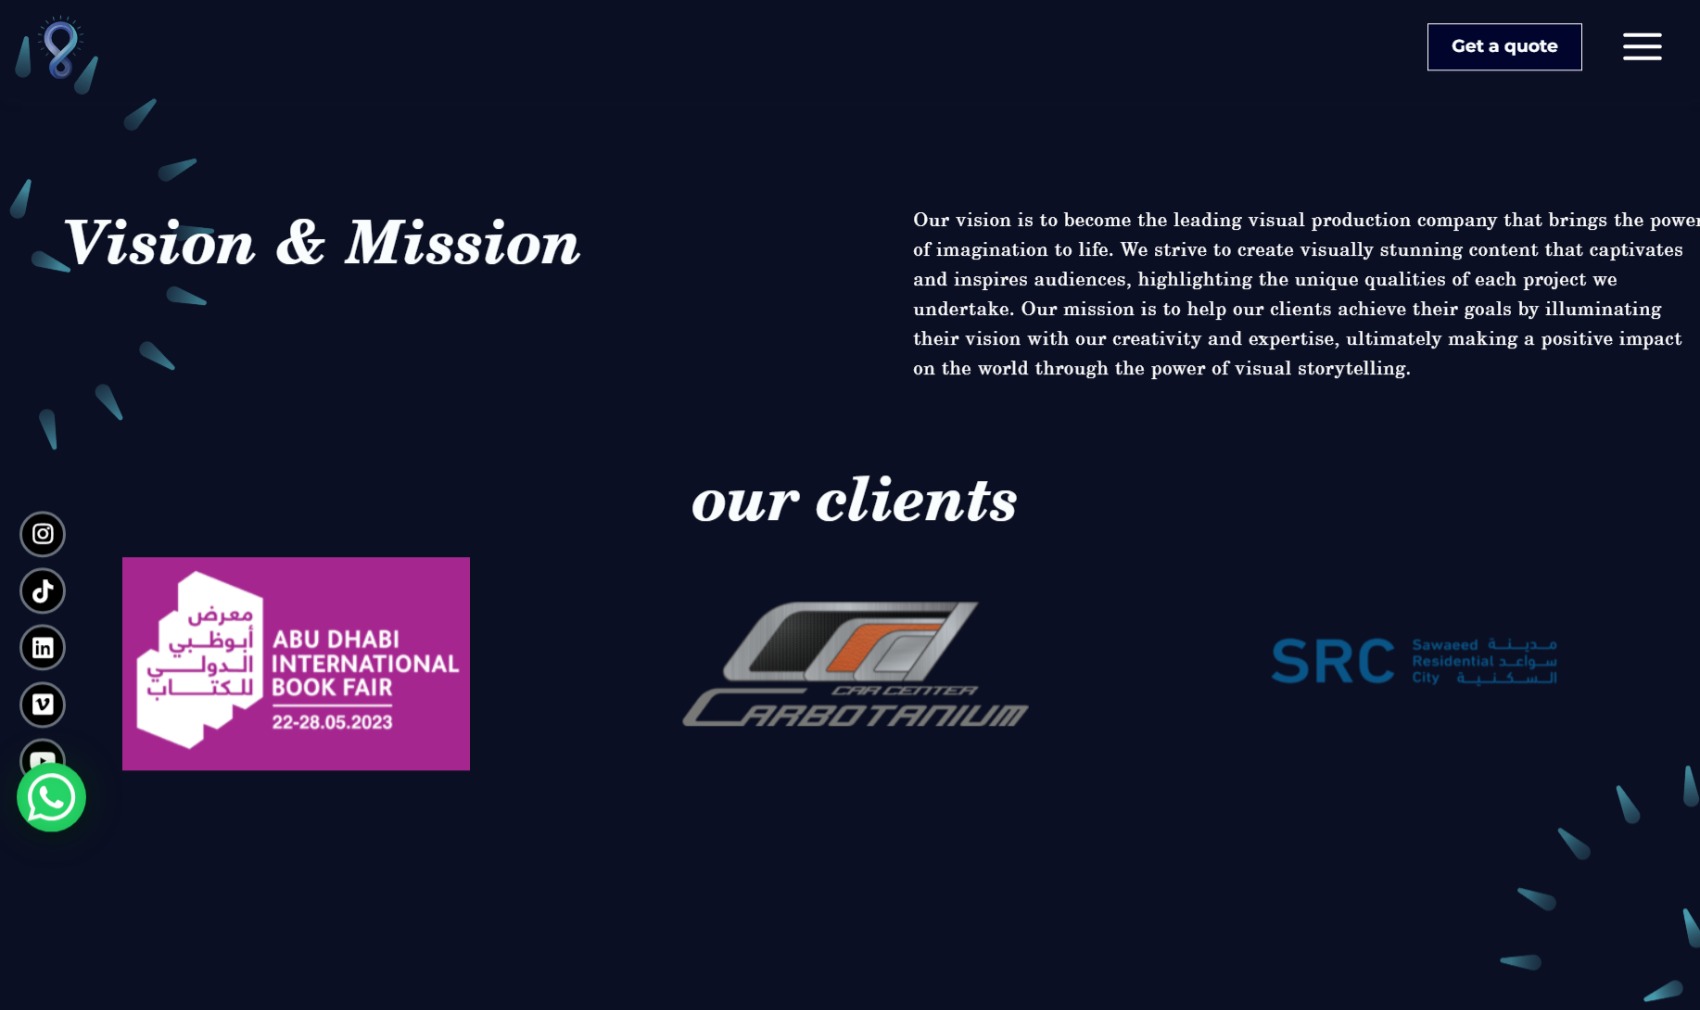 Get a quote
Vision & Mission
Our vision is to become the leading visual production company that brings the power
of imagination to life. We strive to create visually stunning content that captivates
and inspires audiences, highlighting the unique qualities of each project we
undertake. Our mission is to help our clients achieve their goals by illuminating
their vision with our creativity and expertise, ultimately making a positive impact
on the world through the power of visual storytelling.
our clients
معرض
أبوظبي
الدولي
للكتاب
ABU DHABI
INTERNATIONAL
BOOK FAIR
22-28.05.2023
CAR CENTER
CARBOTANIUM
SRC
Sawaeed
Residential
City
مدينة
سواعد
السكنية